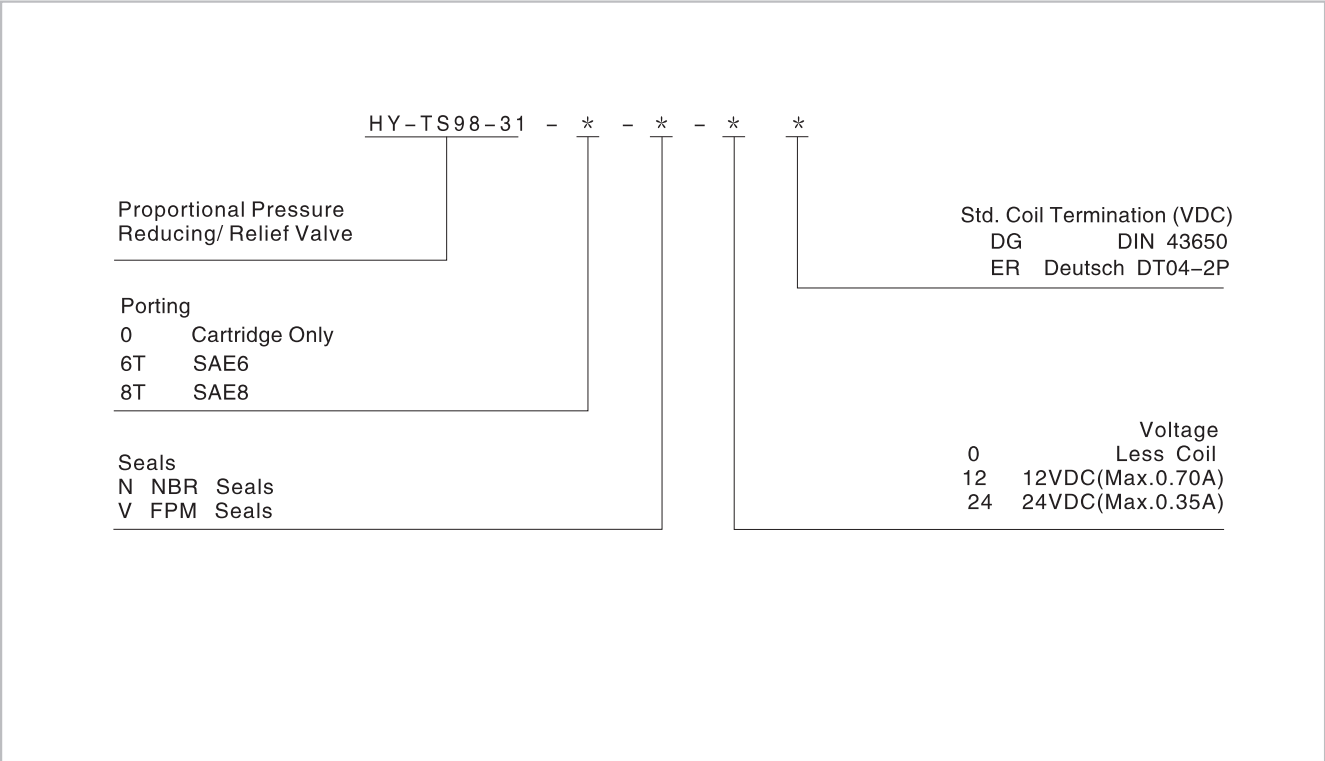 HY-TS98-31 - * - * - * *
Proportional Pressure
Reducing/ Relief Valve
Porting
0 Cartridge Only
6T SAE6
8T SAE8
Seals
N NBR Seals
V FPM Seals
Std. Coil Termination (VDC)
DG DIN 43650
ER Deutsch DT04-2P
Voltage
0 Less Coil
12 12VDC(Max.0.70A)
24 24VDC(Max.0.35A)